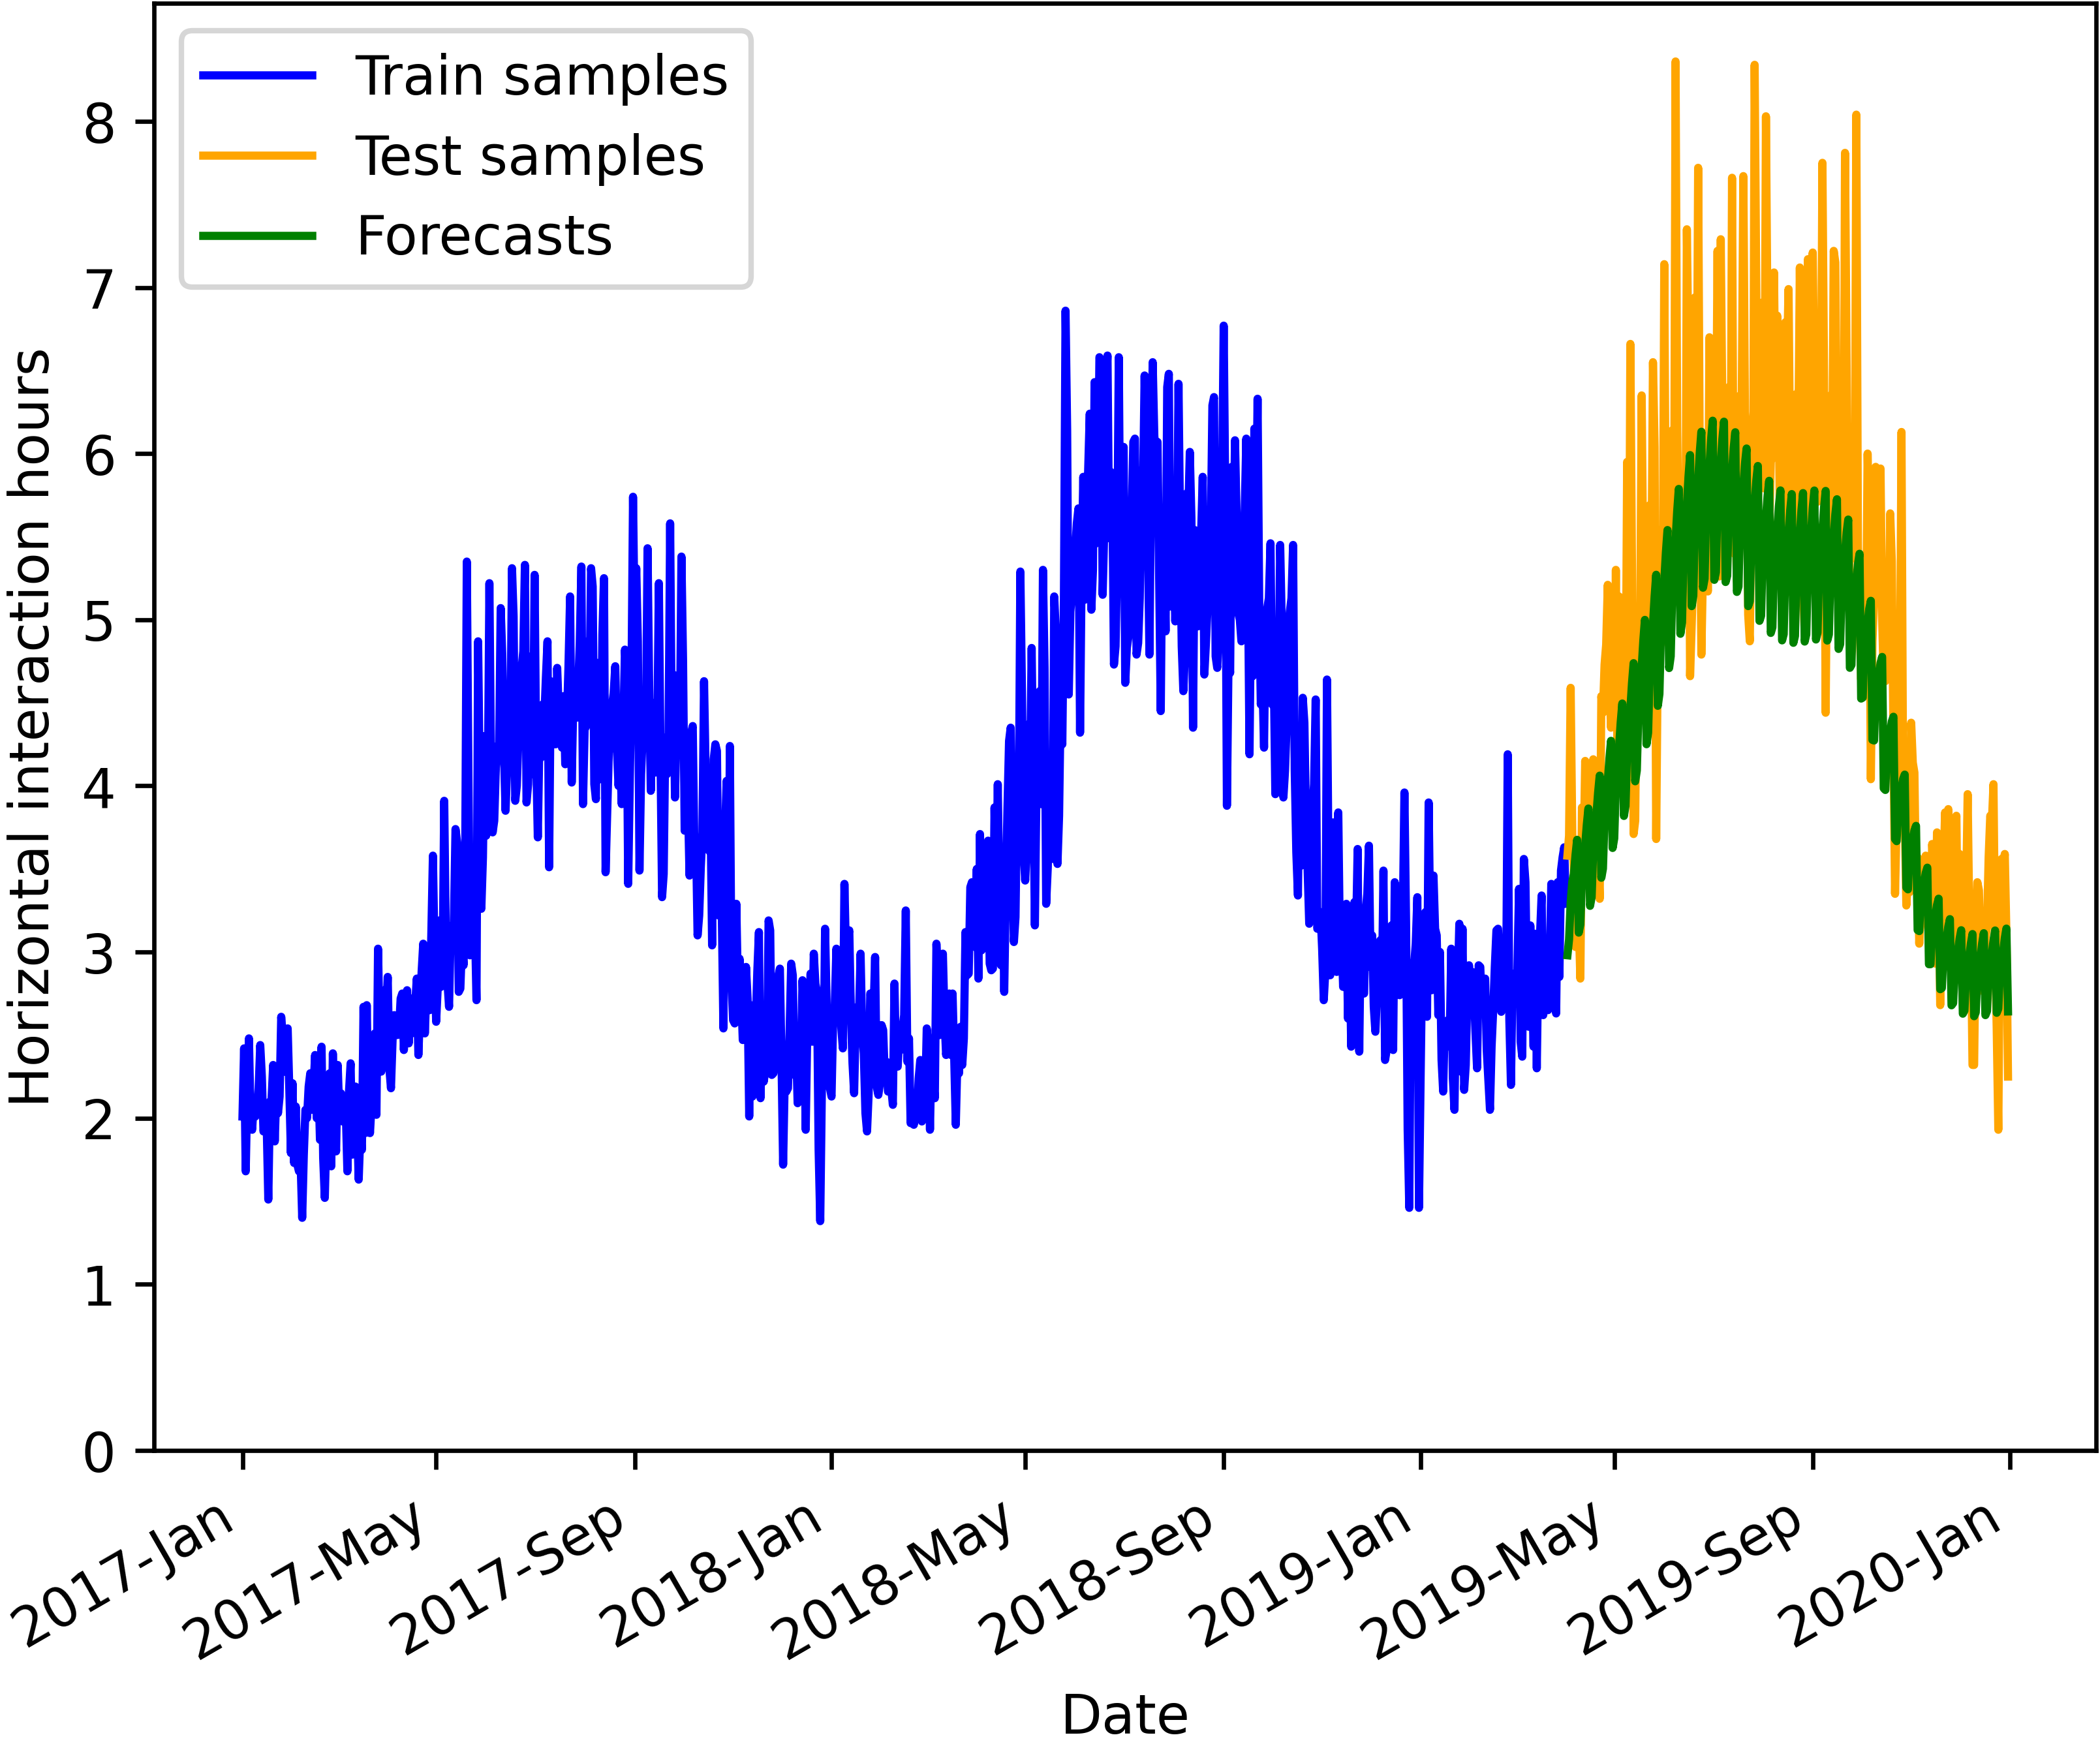 Train samples
Test samples
Forecasts
Horizontal interaction hours
8
7
6
5
4
3
2
1
0
2017-Jan
2017-May
2017-Sep
2018-Jan
2018-May
2018-Sep
2019-Jan
2019-May
2019-Sep
2020-Jan
Date